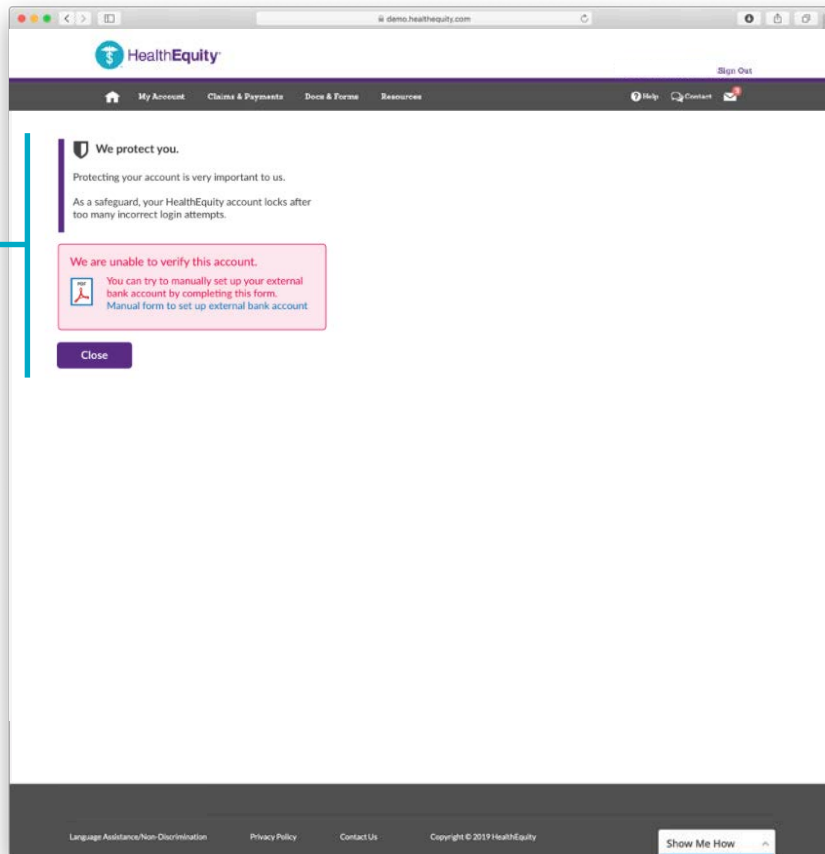 demo.healthequity.com
HealthEquity
Sign Out
My Account Claims & Payments Docs & Forms Resources Help Contact
We protect you.
Protecting your account is very important to us.
As a safeguard, your HealthEquity account locks after
too many incorrect login attempts.
We are unable to verify this account.
PDF
You can try to manually set up your external
bank account by completing this form.
Manual form to set up external bank account
Close
Language Assistance/Non-Discrimination Privacy Policy Contact Us Copyright © 2019 HealthEquity
Show Me How